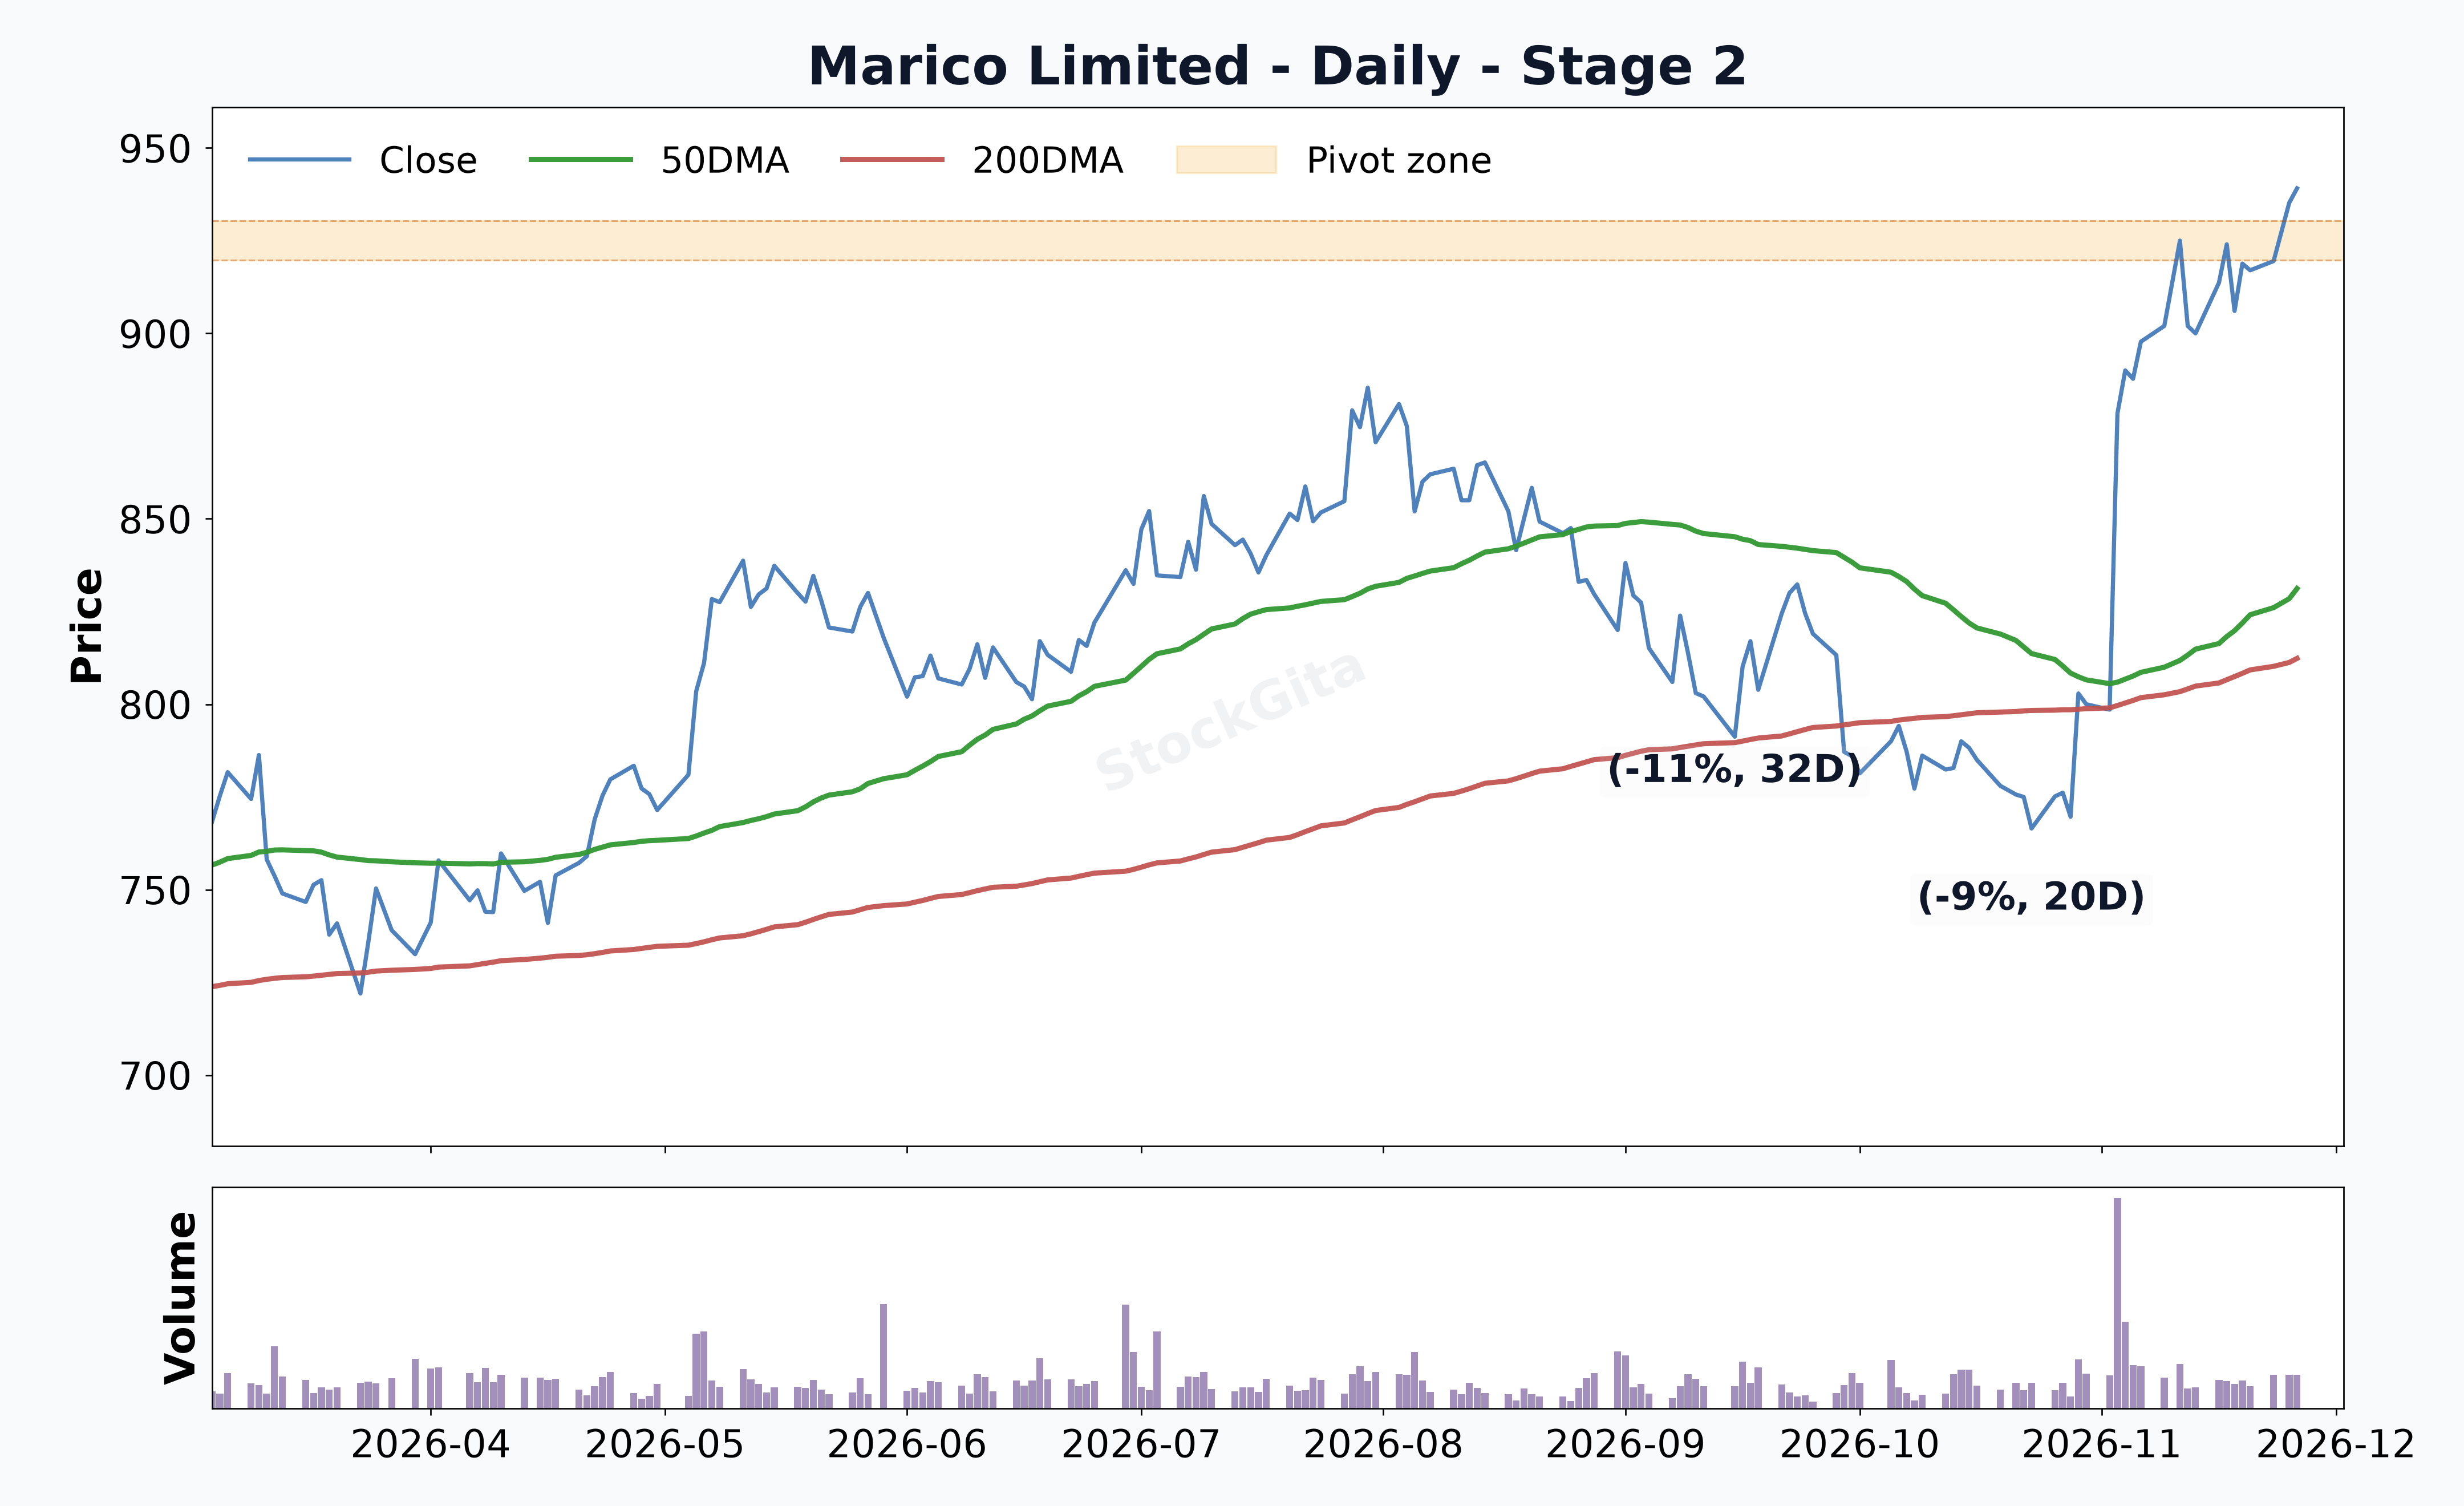 Marico Limited - Daily - Stage 2
Close 50DMA 200DMA Pivot zone
950
900
850
800
750
700
Price
StockGita
(-11%, 32D)
(-9%, 20D)
Volume
2026-04 2026-05 2026-06 2026-07 2026-08 2026-09 2026-10 2026-11 2026-12